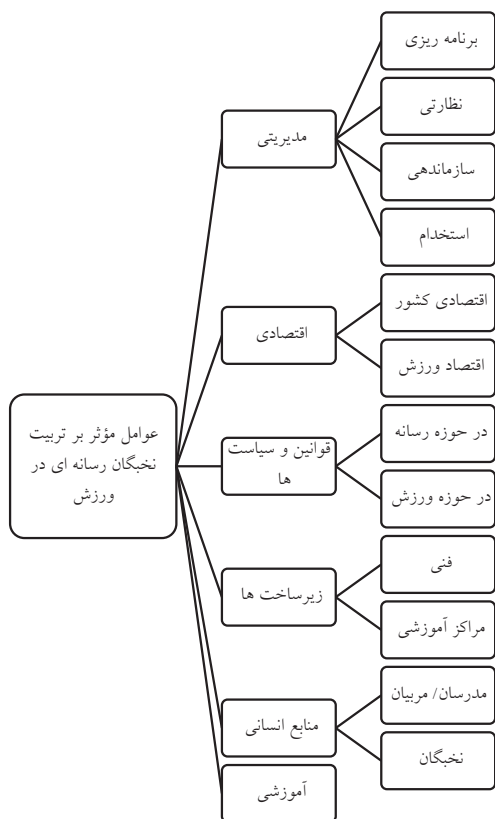 عوامل مؤثر بر تربیت
نخبگان رسانه ای در
ورزش
مدیریتی
برنامه ریزی
نظارتی
سازماندهی
استخدام
اقتصادی
اقتصادی کشور
اقتصاد ورزش
قوانین و سیاست
ها
در حوزه رسانه
در حوزه ورزش
زیرساخت ها
فنی
مراکز آموزشی
منابع انسانی
مدرسان/ مربیان
نخبگان
آموزشی